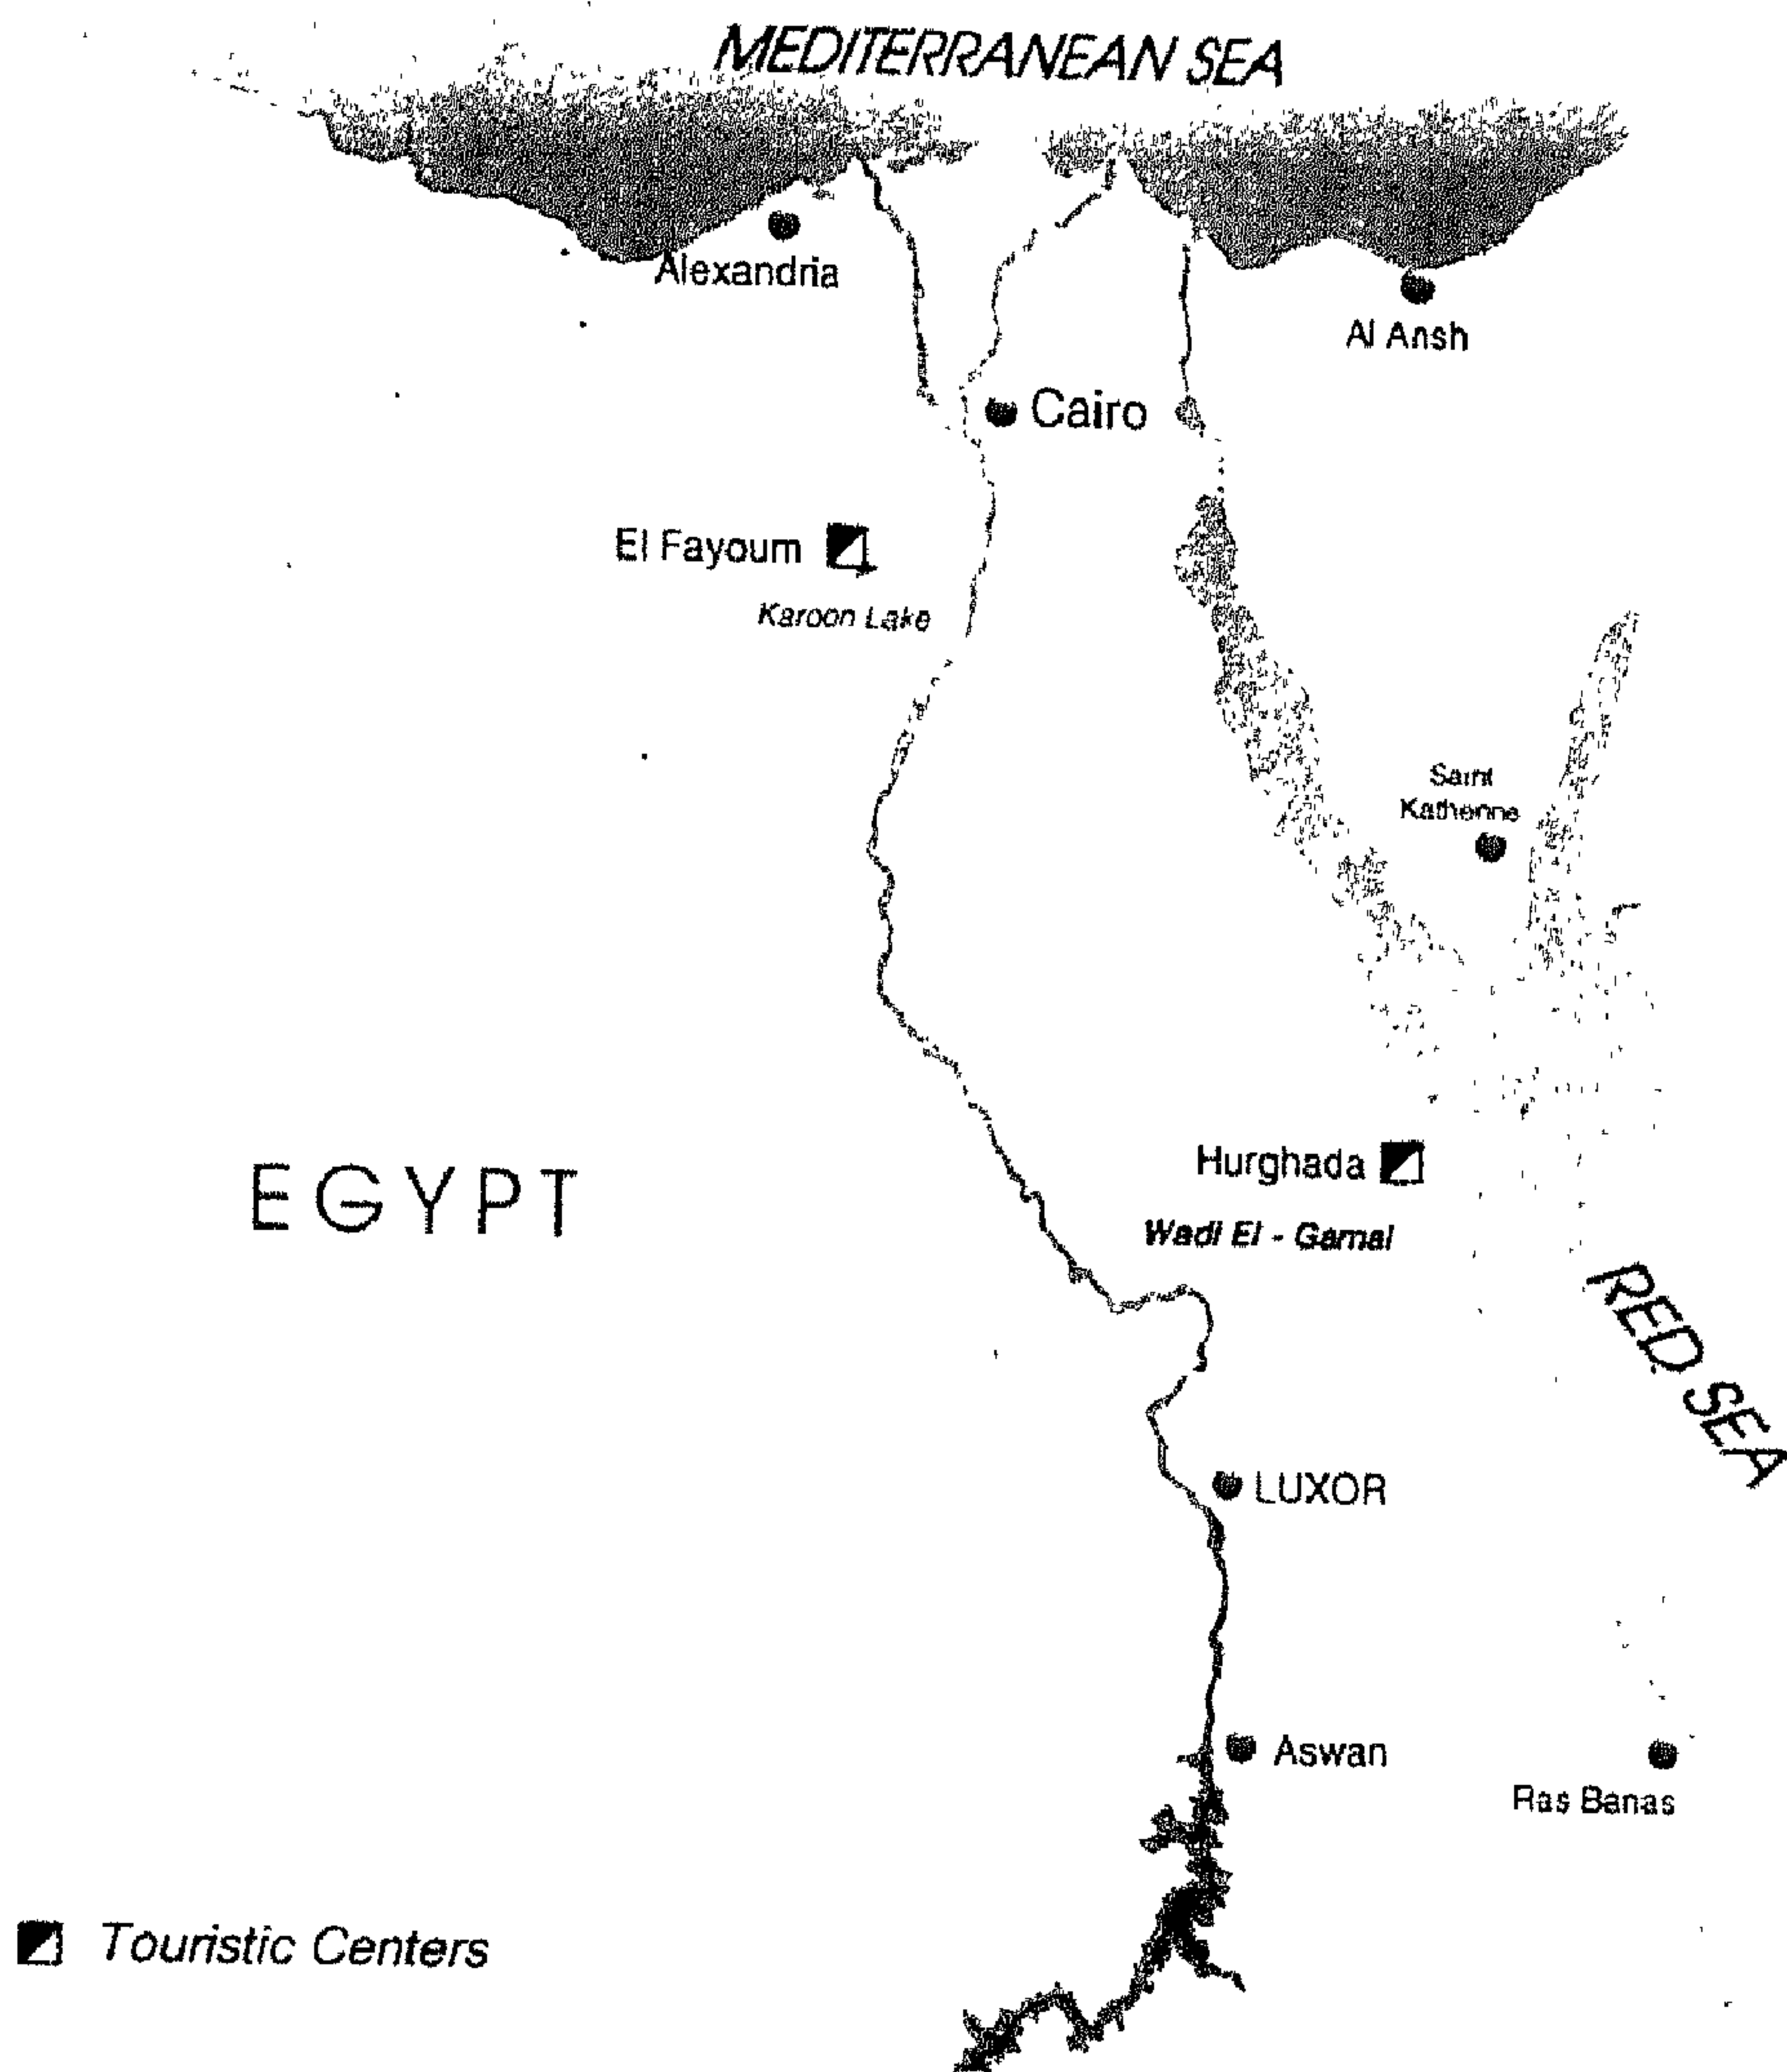 MEDITERRANEAN SEA
Alexandria
Al Arish
Cairo
El Fayoum
Karoon Lake
Saint
Katherine
Hurghada
Wadi El - Gamal
EGYPT
RED SEA
LUXOR
Aswan
Ras Banas
Touristic Centers